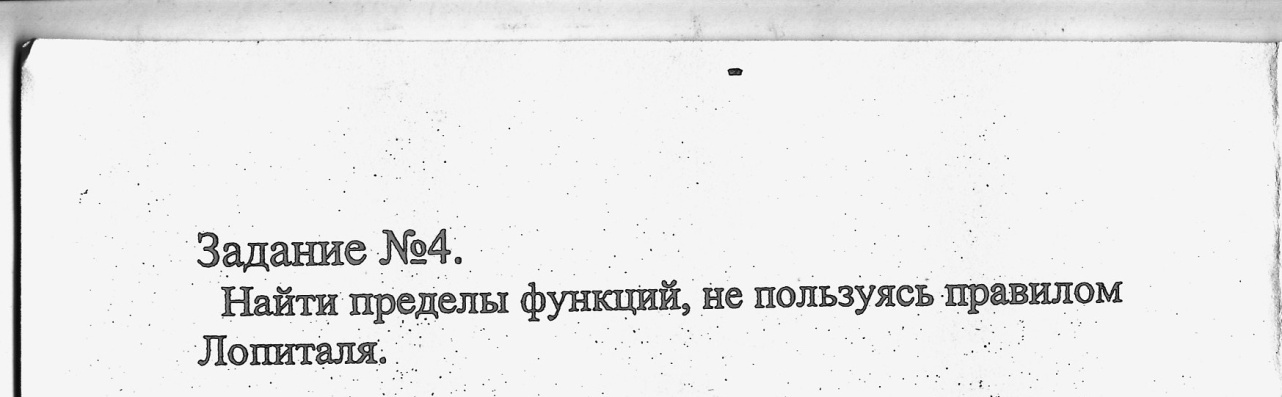 Задание №4.
Найти пределы функций, не пользуясь правилом
Лопиталя.